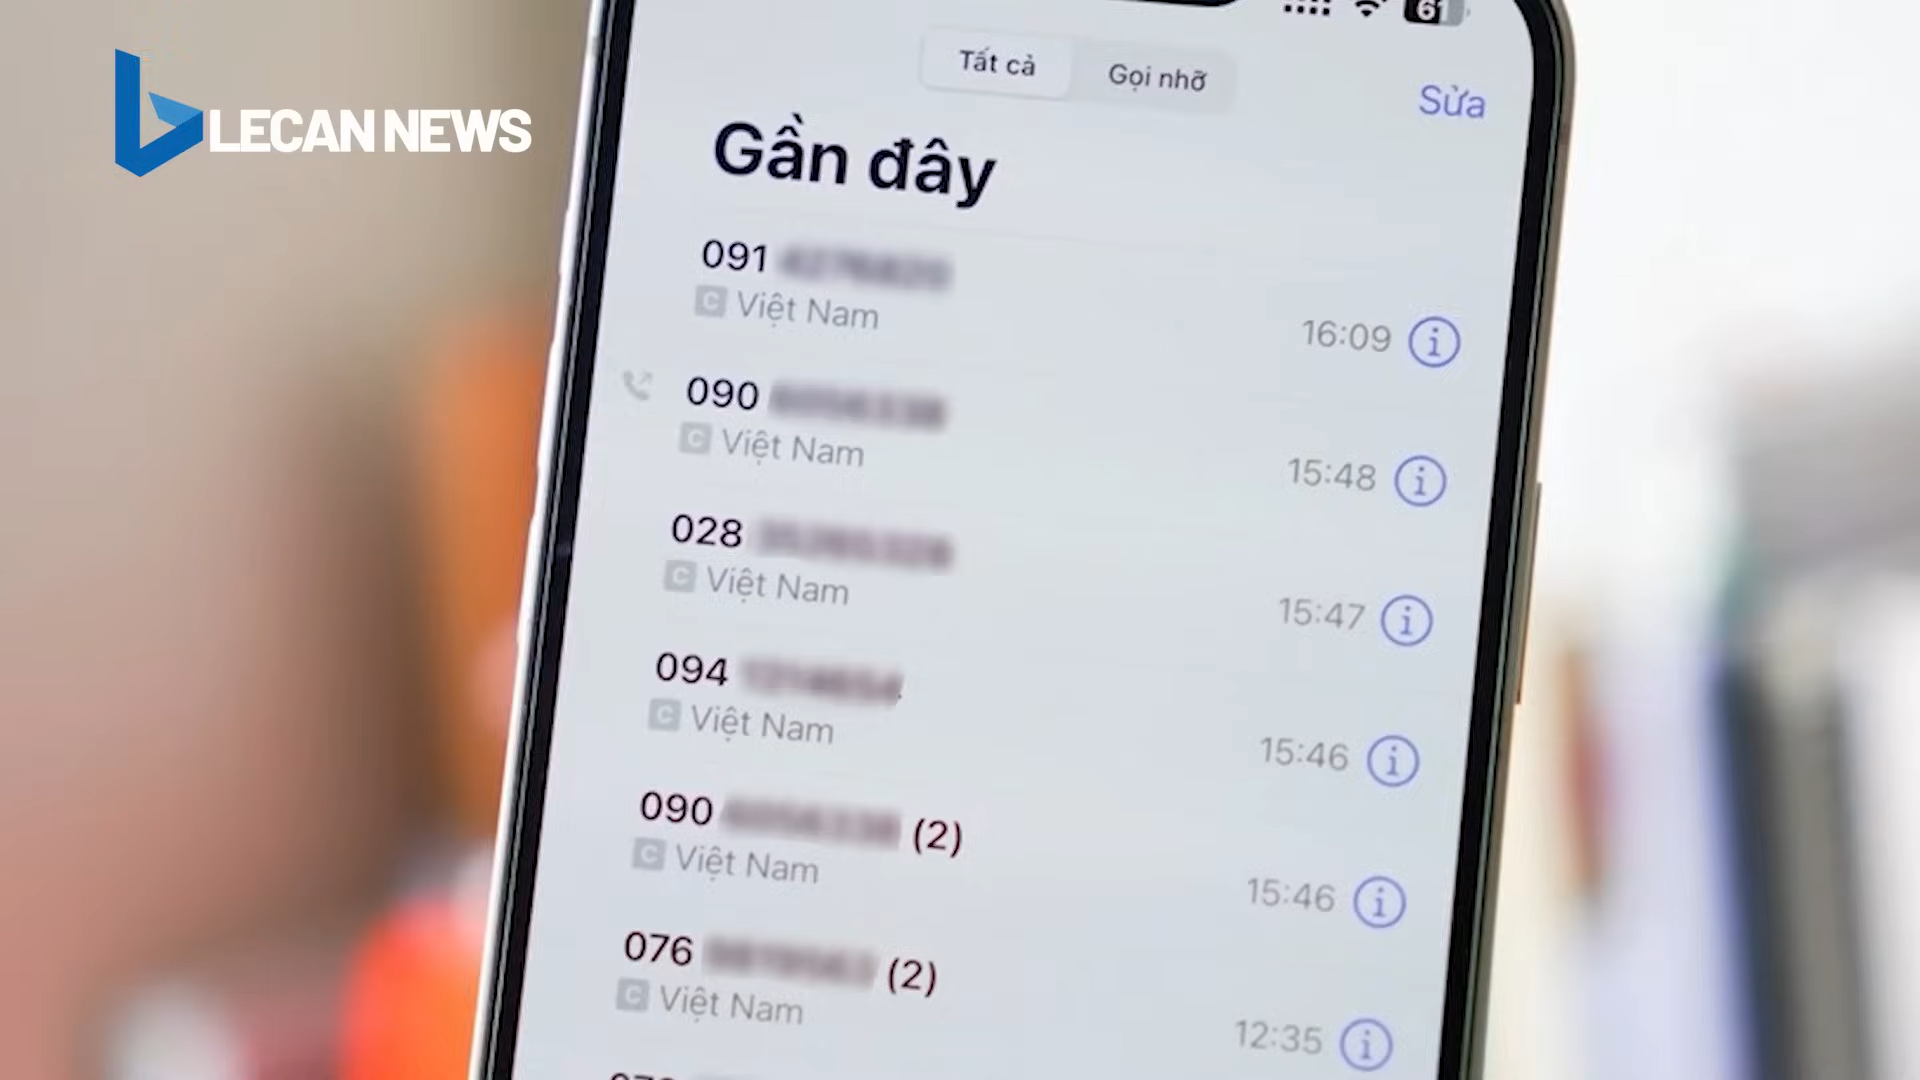 LECAN NEWS
61
Tất cả
Gọi nhỡ
Sửa
Gần đây
091
C Việt Nam
16:09
090
C Việt Nam
15:48
028
C Việt Nam
15:47
094
C Việt Nam
15:46
090 (2)
C Việt Nam
15:46
076 (2)
C Việt Nam
12:35